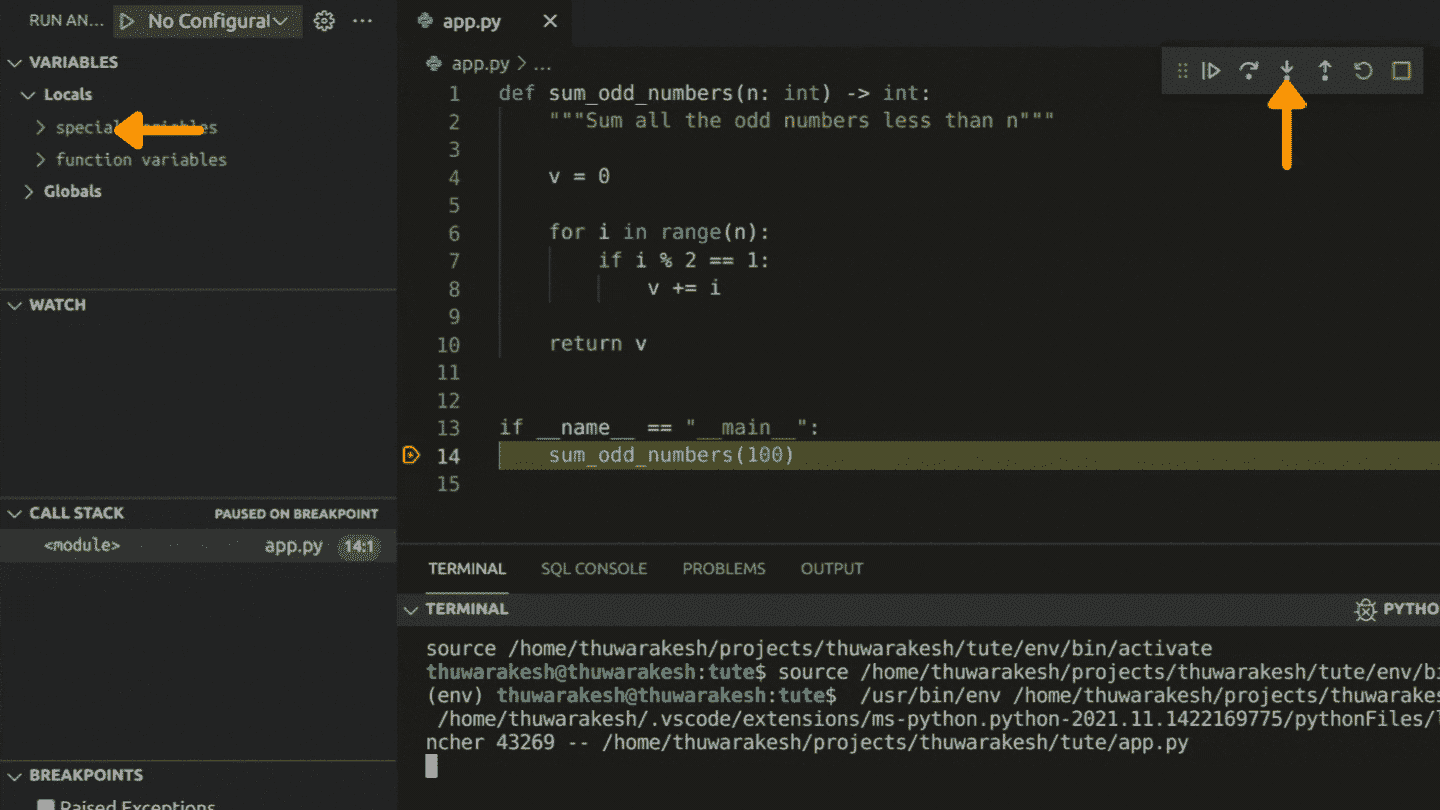 RUN AN... No Configural
VARIABLES
Locals
special variables
function variables
Globals
WATCH
CALL STACK PAUSED ON BREAKPOINT
<module> app.py 14:1
BREAKPOINTS
Raised Exceptions
app.py
app.py > ...
1 def sum_odd_numbers(n: int) -> int:
2 """Sum all the odd numbers less than n"""
3
4 v = 0
5
6 for i in range(n):
7 if i % 2 == 1:
8 v += i
9
10 return v
11
12
13 if __name__ == "__main__":
14 sum_odd_numbers(100)
15
TERMINAL SQL CONSOLE PROBLEMS OUTPUT
TERMINAL PYTHO
source /home/thuwarakesh/projects/thuwarakesh/tute/env/bin/activate
thuwarakesh@thuwarakesh:tute$ source /home/thuwarakesh/projects/thuwarakesh/tute/env/bi
(env) thuwarakesh@thuwarakesh:tute$ /usr/bin/env /home/thuwarakesh/projects/thuwarakes
/home/thuwarakesh/.vscode/extensions/ms-python.python-2021.11.1422169775/pythonFiles/l
ncher 43269 -- /home/thuwarakesh/projects/thuwarakesh/tute/app.py